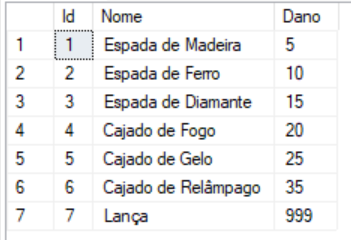 Id Nome Dano
1 1 Espada de Madeira 5
2 2 Espada de Ferro 10
3 3 Espada de Diamante 15
4 4 Cajado de Fogo 20
5 5 Cajado de Gelo 25
6 6 Cajado de Relâmpago 35
7 7 Lança 999